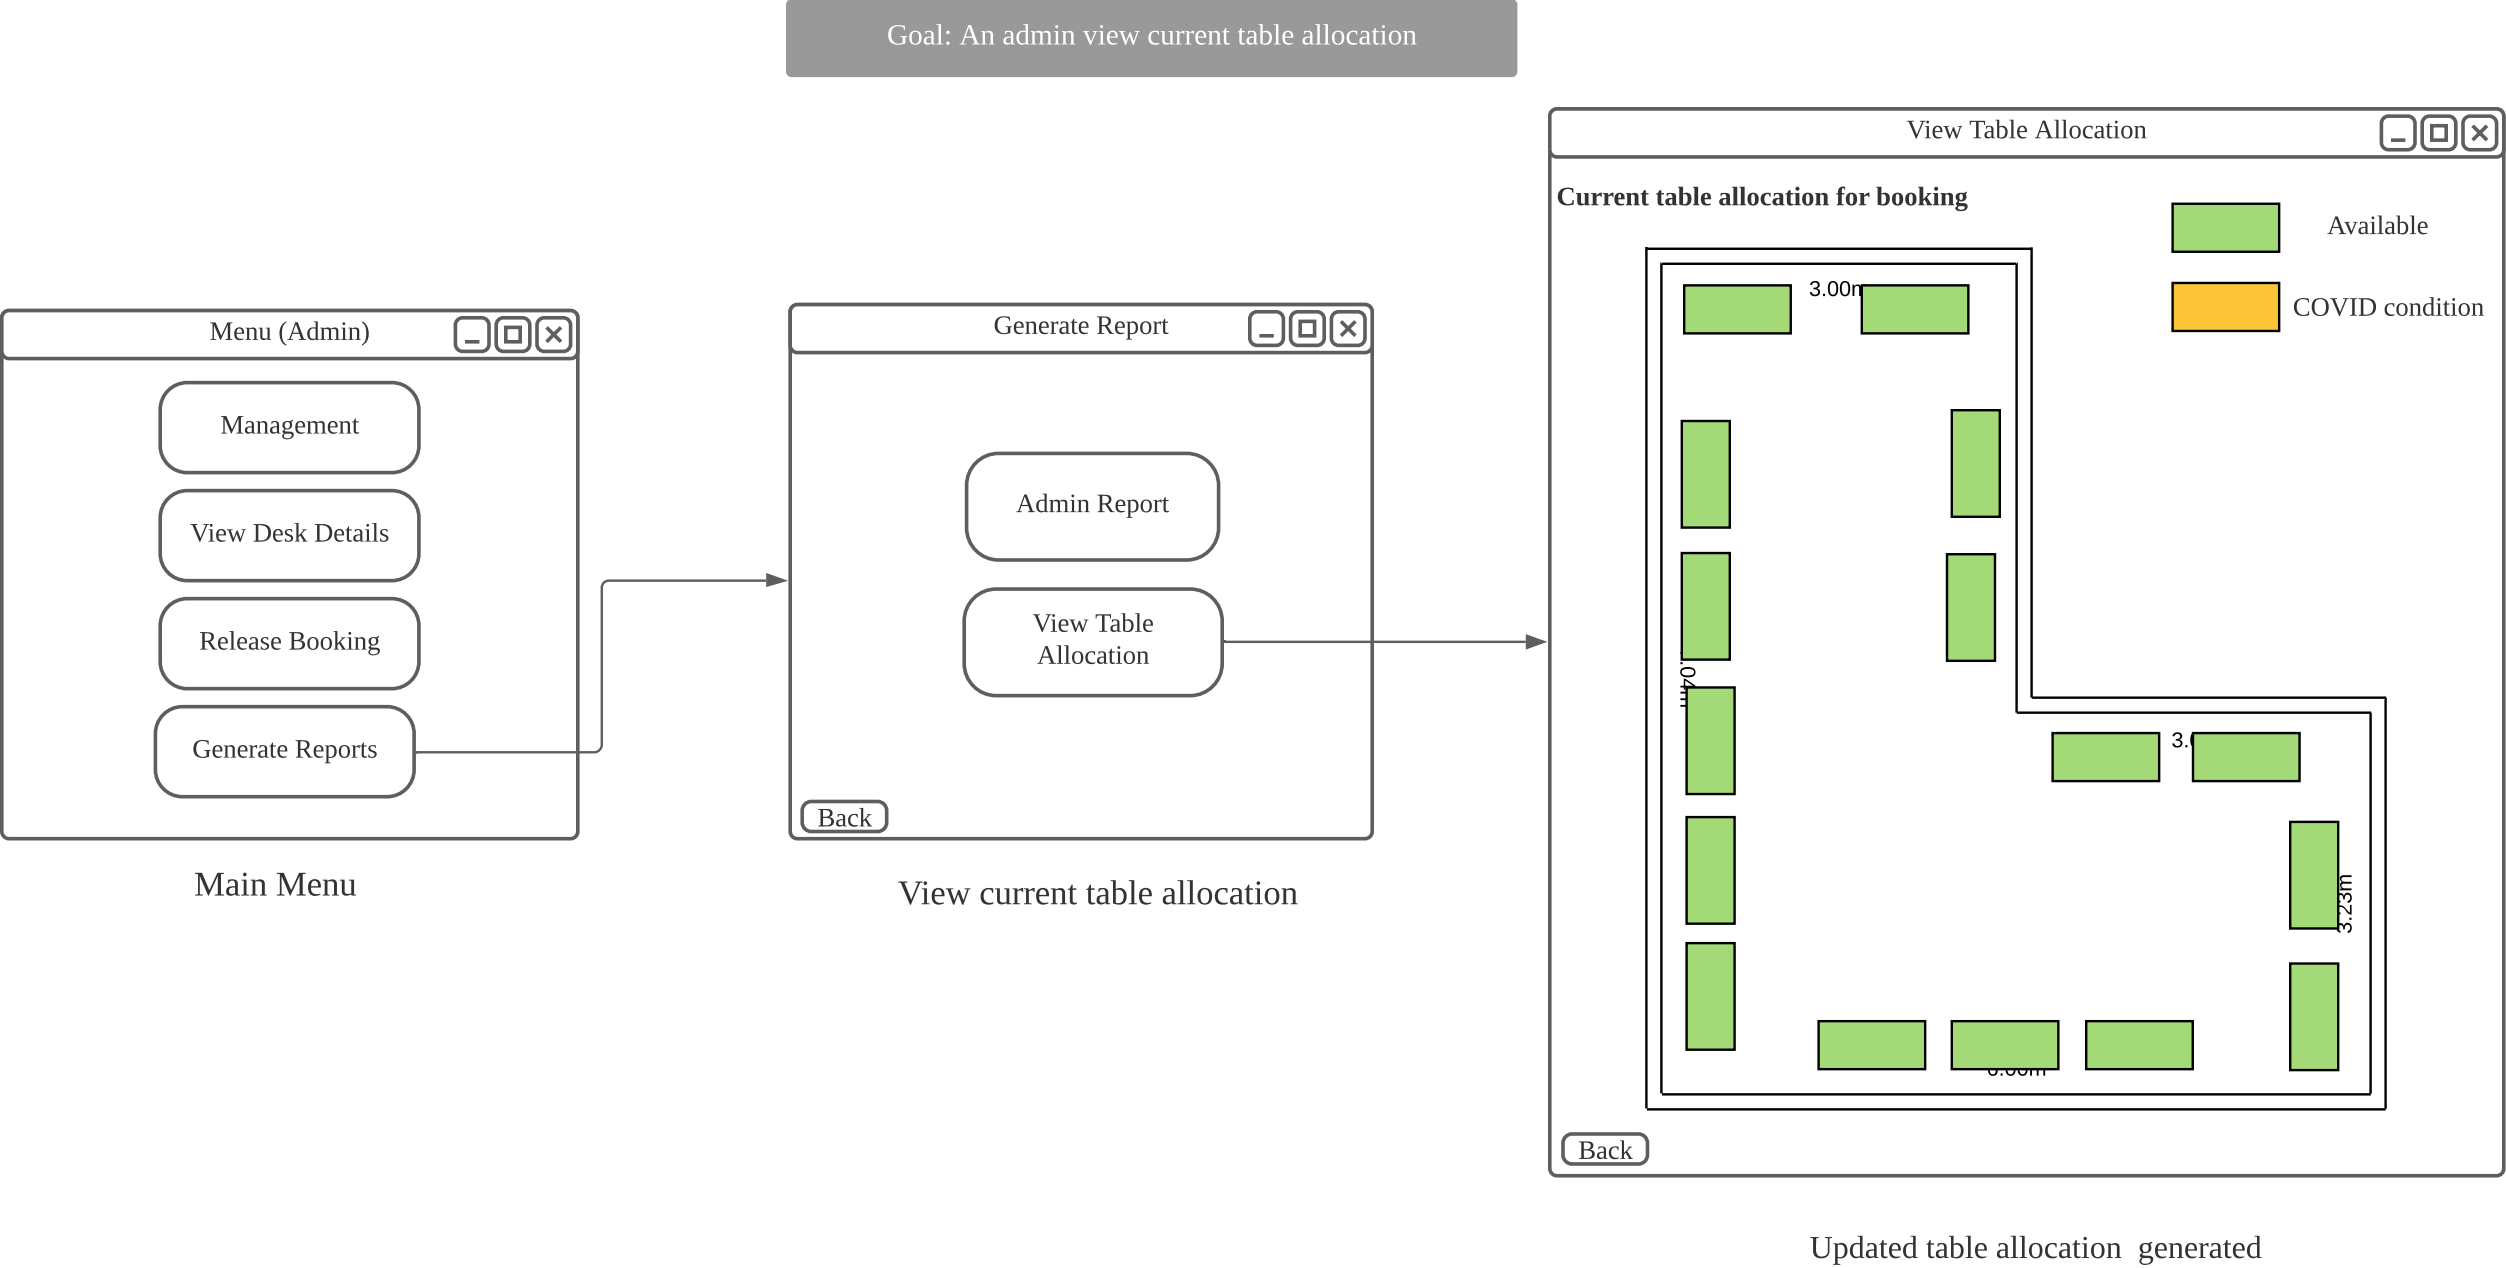 Goal: An admin view current table allocation
Menu (Admin)
Management
View Desk Details
Release Booking
Generate Reports
Main Menu
Generate Report
Admin Report
View Table
Allocation
Back
View current table allocation
View Table Allocation
Current table allocation for booking
Available
COVID condition
3.23m
Back
Updated table allocation  generated